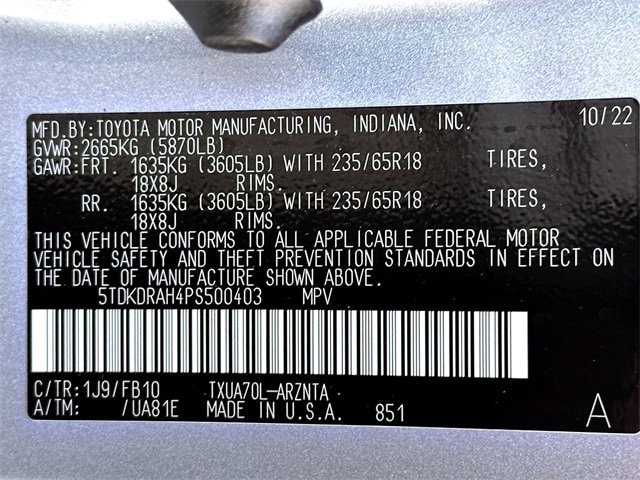 MFD.BY:TOYOTA MOTOR MANUFACTURING, INDIANA, INC. 10/22
GVWR:2665KG (5870LB)
GAWR:FRT. 1635KG (3605LB) WITH 235/65R18 TIRES,
18X8J RIMS.
RR. 1635KG (3605LB) WITH 235/65R18 TIRES,
18X8J RIMS.
THIS VEHICLE CONFORMS TO ALL APPLICABLE FEDERAL MOTOR
VEHICLE SAFETY AND THEFT PREVENTION STANDARDS IN EFFECT ON
THE DATE OF MANUFACTURE SHOWN ABOVE.
5TDKDRAH4PS500403 MPV
C/TR:1J9/FB10 TXUA70L-ARZNTA
A/TM: /UA81E MADE IN U.S.A. 851 A